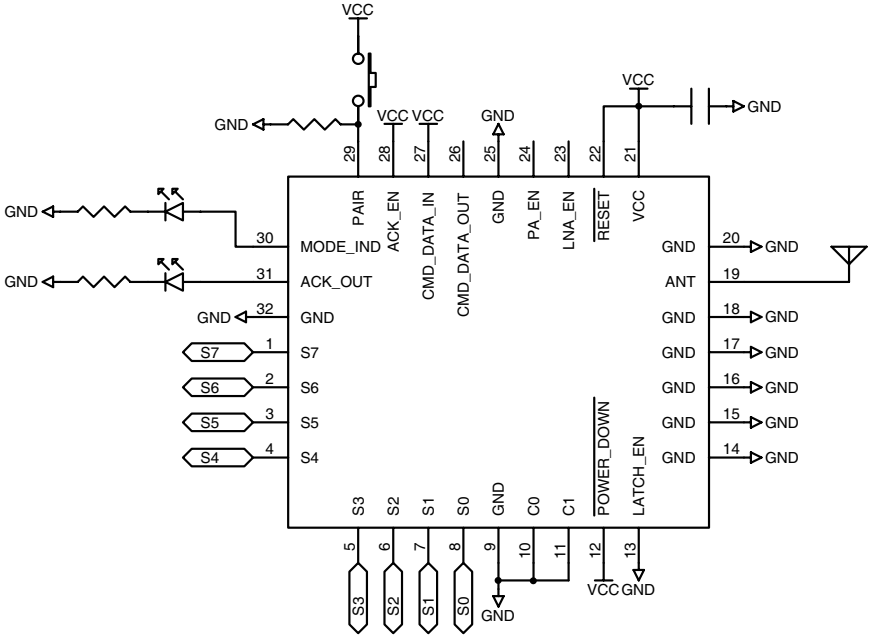 VCC
VCC
GND
VCC VCC
GND
GND
29
28
27
26
25
24
23
22
21
PAIR
ACK_EN
CMD_DATA_IN
CMD_DATA_OUT
GND
PA_EN
LNA_EN
RESET
VCC
GND
30 MODE_IND
GND 20 GND
GND
31 ACK_OUT
ANT 19
GND 32 GND
GND 18 GND
S7 1 S7
GND 17 GND
S6 2 S6
GND 16 GND
S5 3 S5
GND 15 GND
S4 4 S4
GND 14 GND
S3
S2
S1
S0
GND
C0
C1
POWER_DOWN
LATCH_EN
5
6
7
8
9
10
11
12
13
S3
S2
S1
S0
GND
VCC
GND